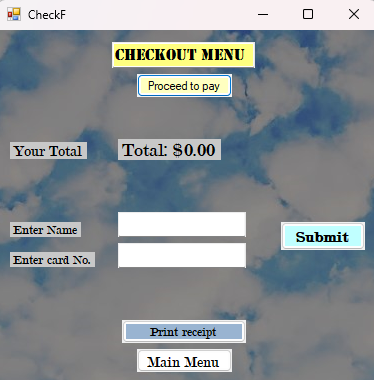 CheckF
CHECKOUT MENU
Proceed to pay
Your Total
Total: $0.00
Enter Name
Enter card No.
Submit
Print receipt
Main Menu